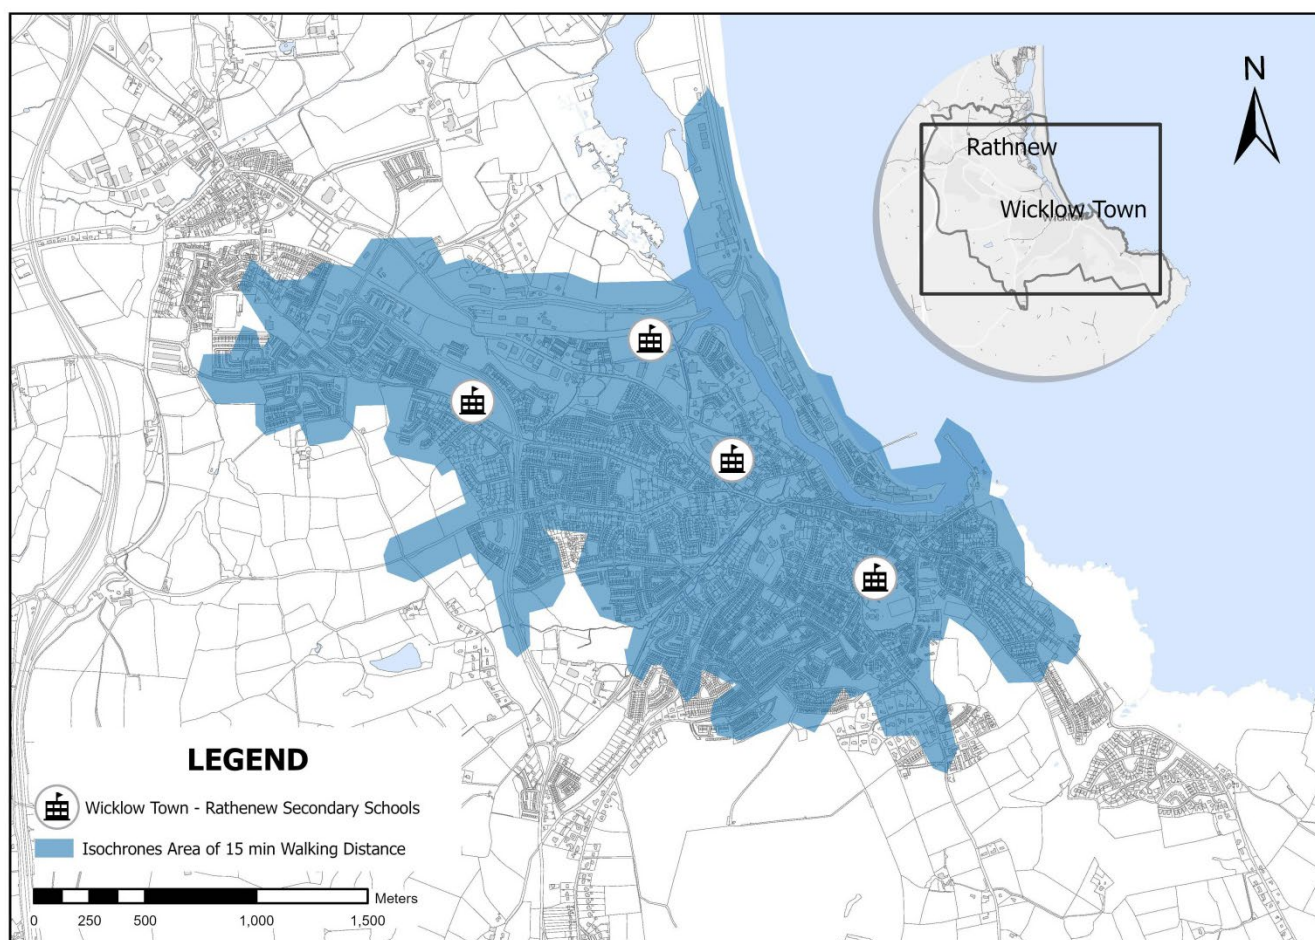 N
Rathnew
Wicklow Town
LEGEND
Wicklow Town - Rathenew Secondary Schools
Isochrones Area of 15 min Walking Distance
Meters
0 250 500 1,000 1,500